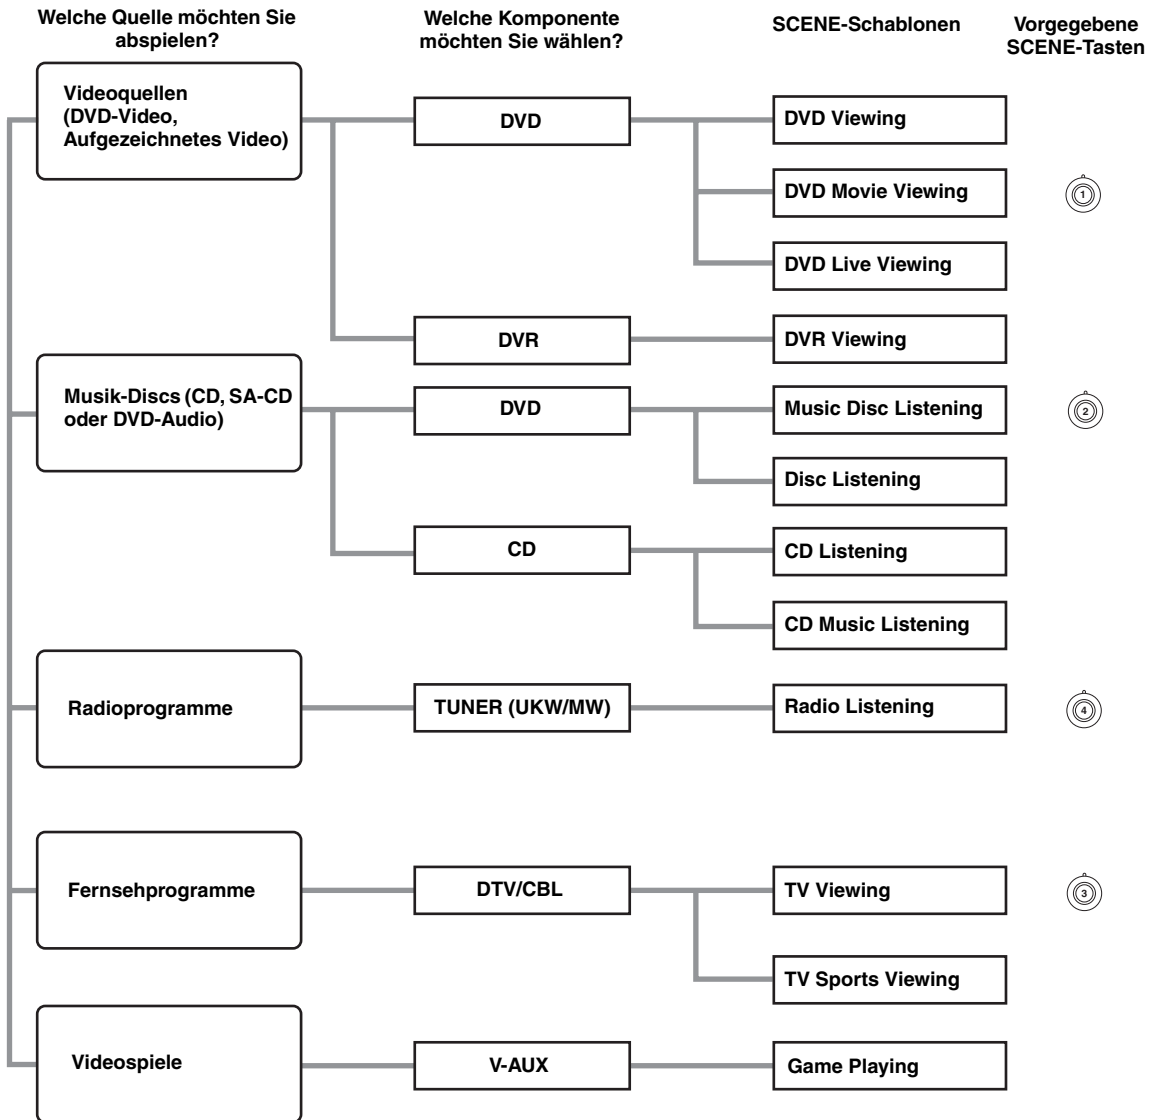 Welche Quelle möchten Sie
abspielen?
Welche Komponente
möchten Sie wählen?
SCENE-Schablonen
Vorgegebene
SCENE-Tasten
Videoquellen
(DVD-Video,
Aufgezeichnetes Video)
DVD
DVD Viewing
DVD Movie Viewing
1
DVD Live Viewing
DVR
DVR Viewing
Musik-Discs (CD, SA-CD
oder DVD-Audio)
DVD
Music Disc Listening
2
Disc Listening
CD
CD Listening
CD Music Listening
Radioprogramme
TUNER (UKW/MW)
Radio Listening
4
Fernsehprogramme
DTV/CBL
TV Viewing
3
TV Sports Viewing
Videospiele
V-AUX
Game Playing